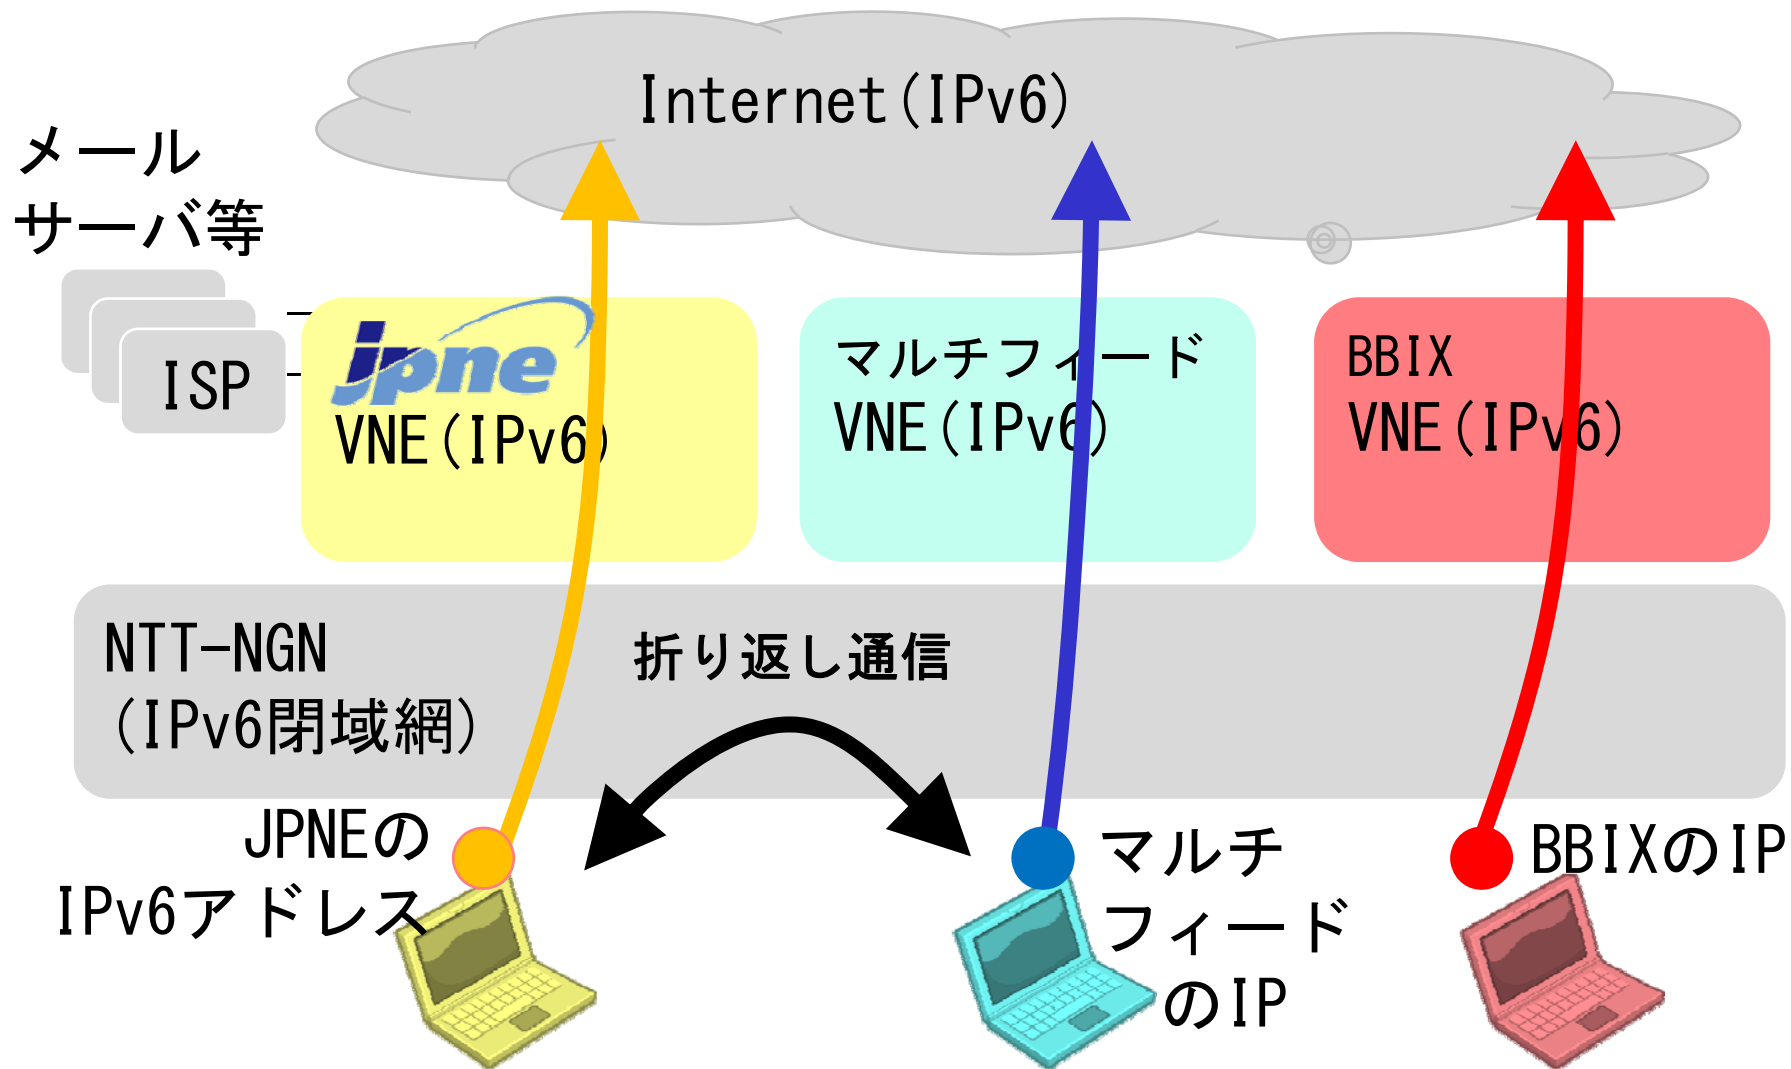 Internet(IPv6)
メール
サーバ等
ISP
jpne
VNE(IPv6)
マルチフィード
VNE(IPv6)
BBIX
VNE(IPv6)
NTT-NGN
(IPv6閉域網)
折り返し通信
JPNEの
IPv6アドレス
マルチ
フィード
のIP
BBIXのIP